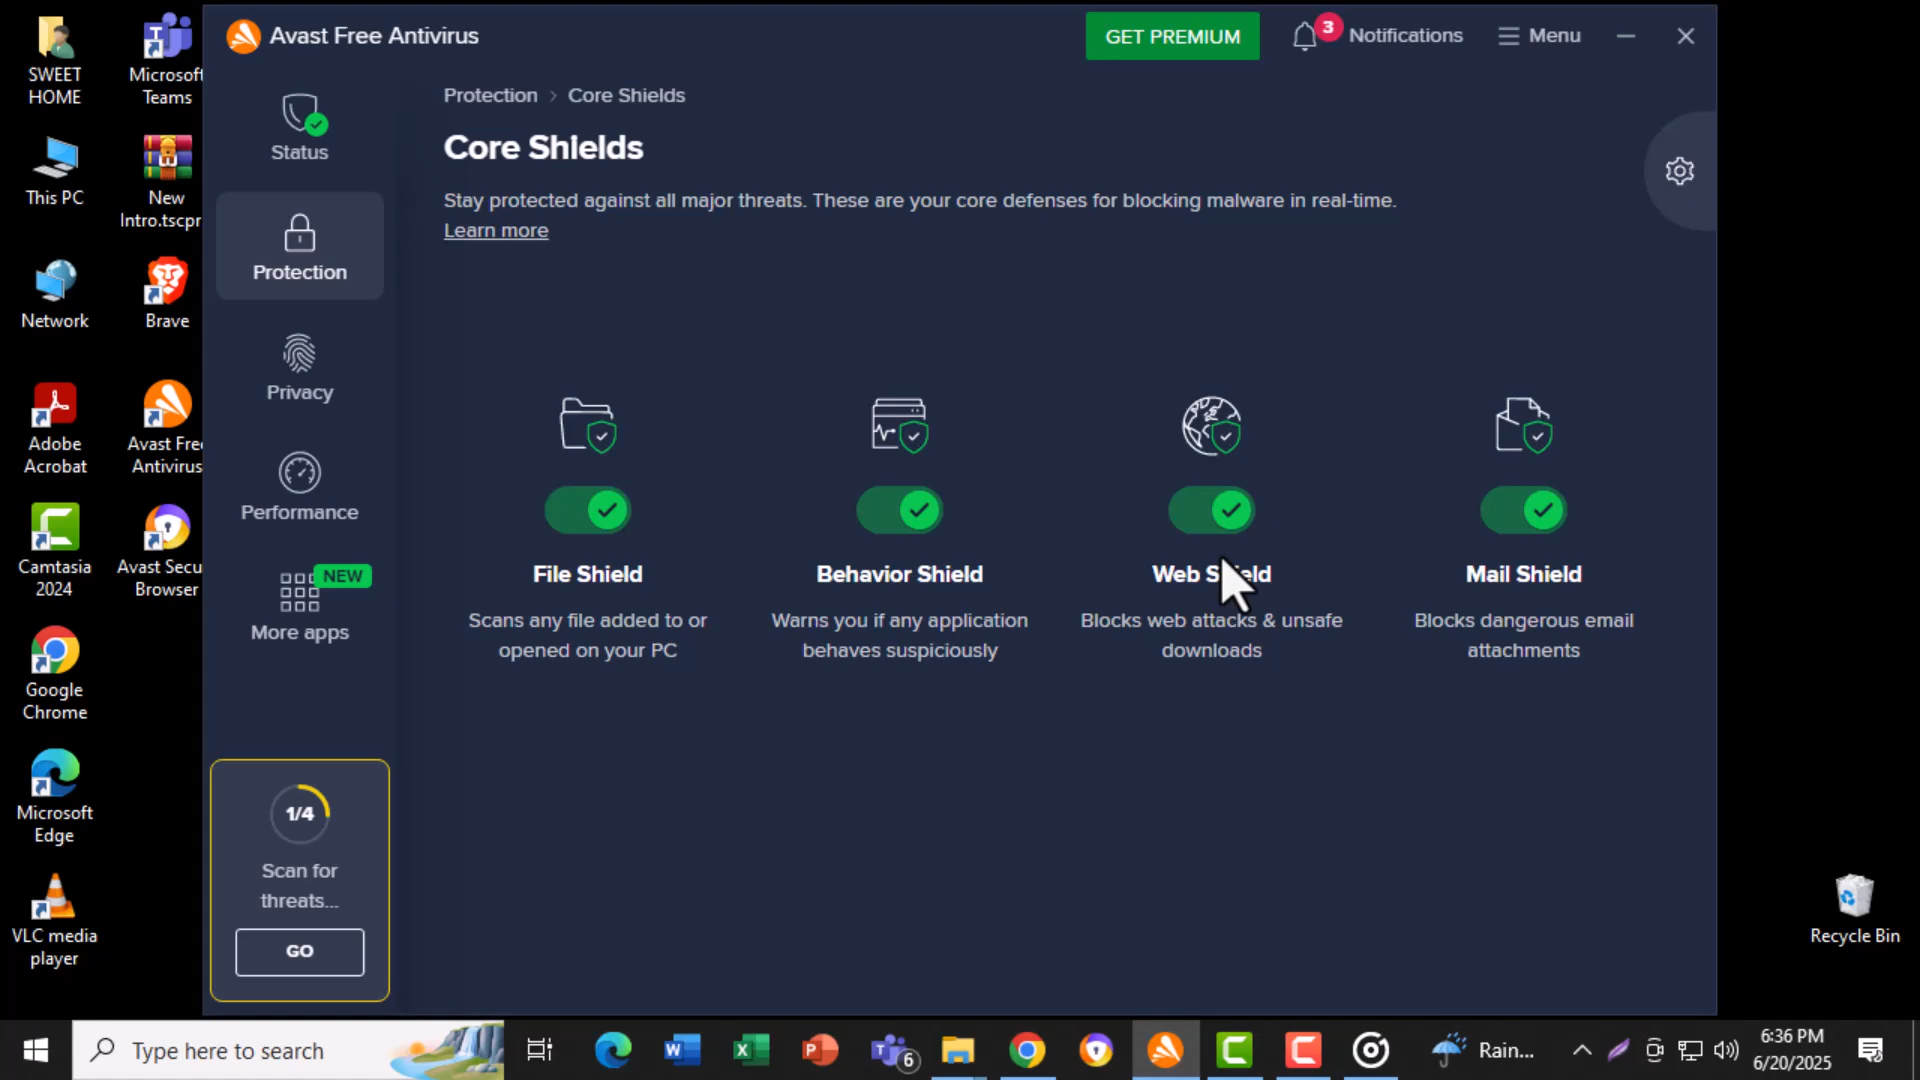 SWEET
HOME
Microsoft
Teams
This PC
New
Intro.tscpr
Network
Brave
Adobe
Acrobat
Avast Fre
Antivirus
Camtasia
2024
Avast Secu
Browser
Google
Chrome
Microsoft
Edge
VLC media
player
Recycle Bin
Avast Free Antivirus
GET PREMIUM
3
Notifications
Menu
Status
Protection
Privacy
Performance
NEW
More apps
1/4
Scan for
threats...
GO
Protection > Core Shields
Core Shields
Stay protected against all major threats. These are your core defenses for blocking malware in real-time.
Learn more
File Shield
Scans any file added to or
opened on your PC
Behavior Shield
Warns you if any application
behaves suspiciously
Web Shield
Blocks web attacks & unsafe
downloads
Mail Shield
Blocks dangerous email
attachments
Type here to search
6
Rain...
6:36 PM
6/20/2025